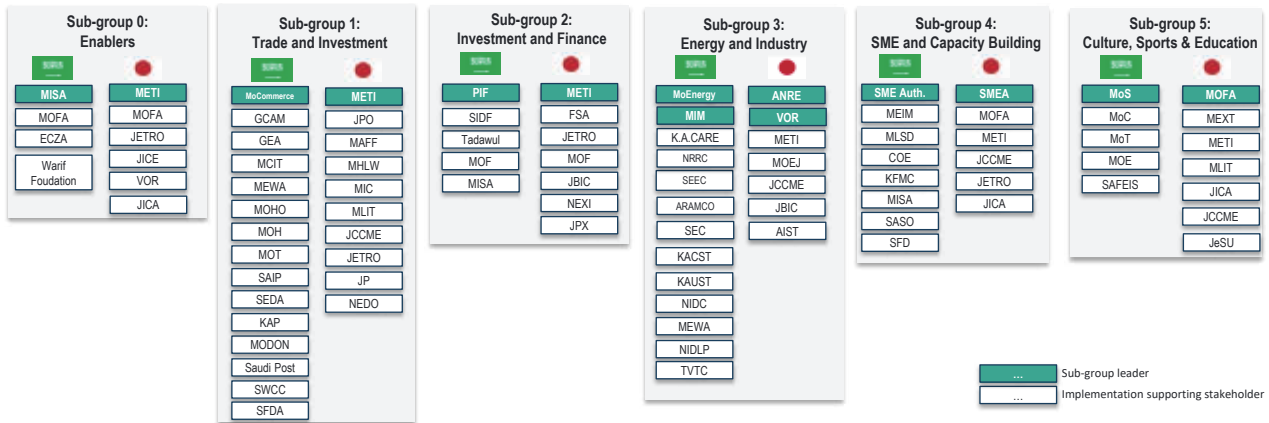 Sub-group 0:
Enablers
MISA
MOFA
ECZA
Warif
Foudation
METI
MOFA
JETRO
JICE
VOR
JICA
Sub-group 1:
Trade and Investment
MoCommerce
GCAM
GEA
MCIT
MEWA
MOHO
MOH
MOT
SAIP
SEDA
KAP
MODON
Saudi Post
SWCC
SFDA
METI
JPO
MAFF
MHLW
MIC
MLIT
JCCME
JETRO
JP
NEDO
Sub-group 2:
Investment and Finance
PIF
SIDF
Tadawul
MOF
MISA
METI
FSA
JETRO
MOF
JBIC
NEXI
JPX
Sub-group 3:
Energy and Industry
MoEnergy
MIM
K.A.CARE
NRRC
SEEC
ARAMCO
SEC
KACST
KAUST
NIDC
MEWA
NIDLP
TVTC
ANRE
VOR
METI
MOEJ
JCCME
JBIC
AIST
Sub-group 4:
SME and Capacity Building
SME Auth.
MEIM
MLSD
COE
KFMC
MISA
SASO
SFD
SMEA
MOFA
METI
JCCME
JETRO
JICA
Sub-group 5:
Culture, Sports & Education
MoS
MoC
MoT
MOE
SAFEIS
MOFA
MEXT
METI
MLIT
JICA
JCCME
JeSU
... Sub-group leader
... Implementation supporting stakeholder